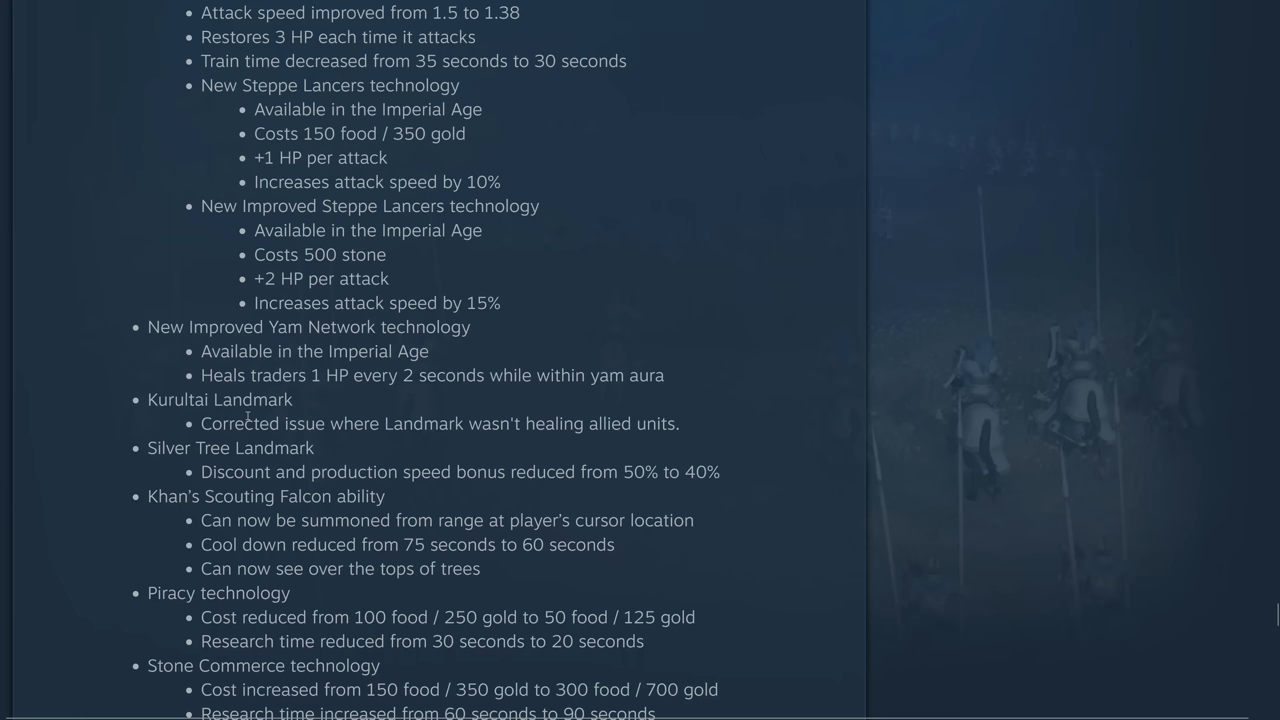 Attack speed improved from 1.5 to 1.38
Restores 3 HP each time it attacks
Train time decreased from 35 seconds to 30 seconds
New Steppe Lancers technology
Available in the Imperial Age
Costs 150 food / 350 gold
+1 HP per attack
Increases attack speed by 10%
New Improved Steppe Lancers technology
Available in the Imperial Age
Costs 500 stone
+2 HP per attack
Increases attack speed by 15%
New Improved Yam Network technology
Available in the Imperial Age
Heals traders 1 HP every 2 seconds while within yam aura
Kurultai Landmark
Corrected issue where Landmark wasn't healing allied units.
Silver Tree Landmark
Discount and production speed bonus reduced from 50% to 40%
Khan’s Scouting Falcon ability
Can now be summoned from range at player’s cursor location
Cool down reduced from 75 seconds to 60 seconds
Can now see over the tops of trees
Piracy technology
Cost reduced from 100 food / 250 gold to 50 food / 125 gold
Research time reduced from 30 seconds to 20 seconds
Stone Commerce technology
Cost increased from 150 food / 350 gold to 300 food / 700 gold
Research time increased from 60 seconds to 90 seconds